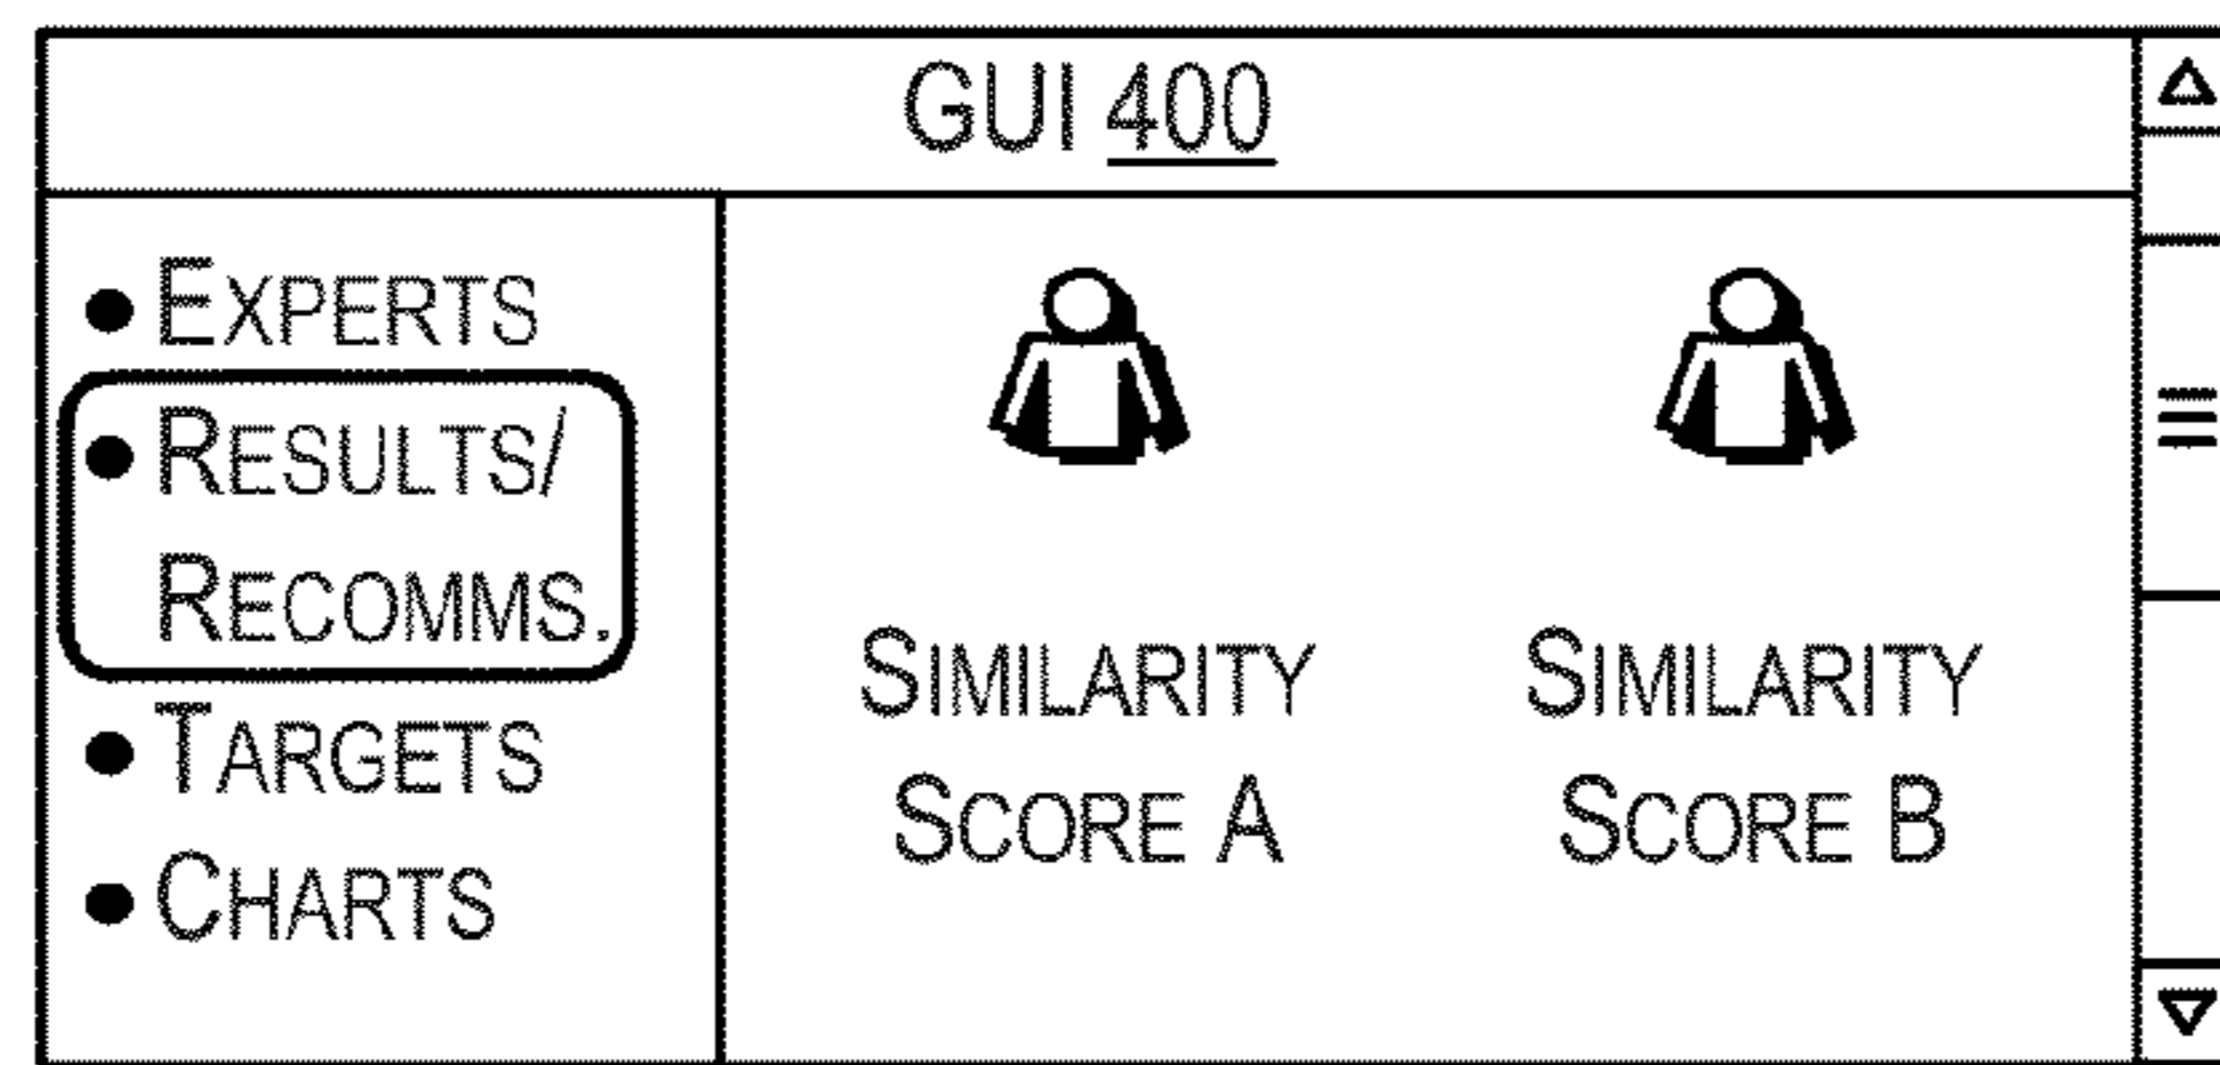 GUI 400
• EXPERTS
• RESULTS/
RECOMMS.
• TARGETS
• CHARTS
SIMILARITY
SCORE A
SIMILARITY
SCORE B